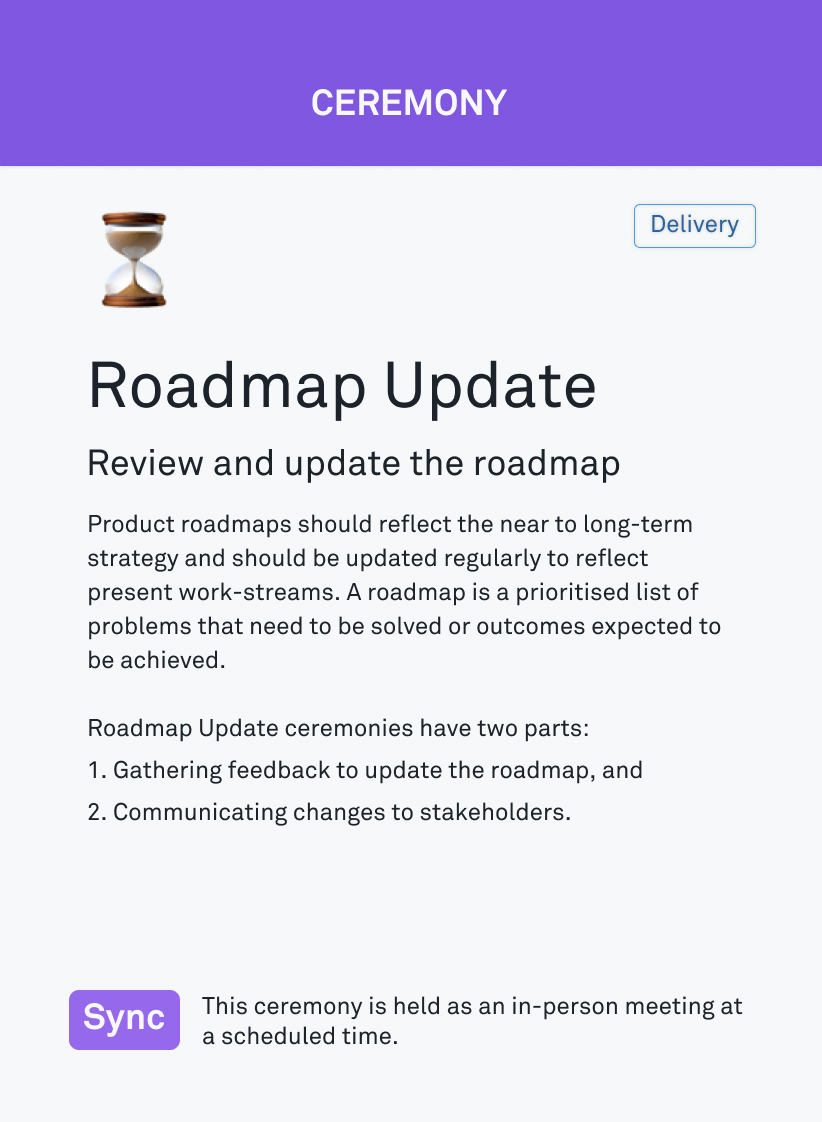 CEREMONY
Delivery
Roadmap Update
Review and update the roadmap
Product roadmaps should reflect the near to long-term
strategy and should be updated regularly to reflect
present work-streams. A roadmap is a prioritised list of
problems that need to be solved or outcomes expected to
be achieved.
Roadmap Update ceremonies have two parts:
1. Gathering feedback to update the roadmap, and
2. Communicating changes to stakeholders.
Sync
This ceremony is held as an in-person meeting at
a scheduled time.